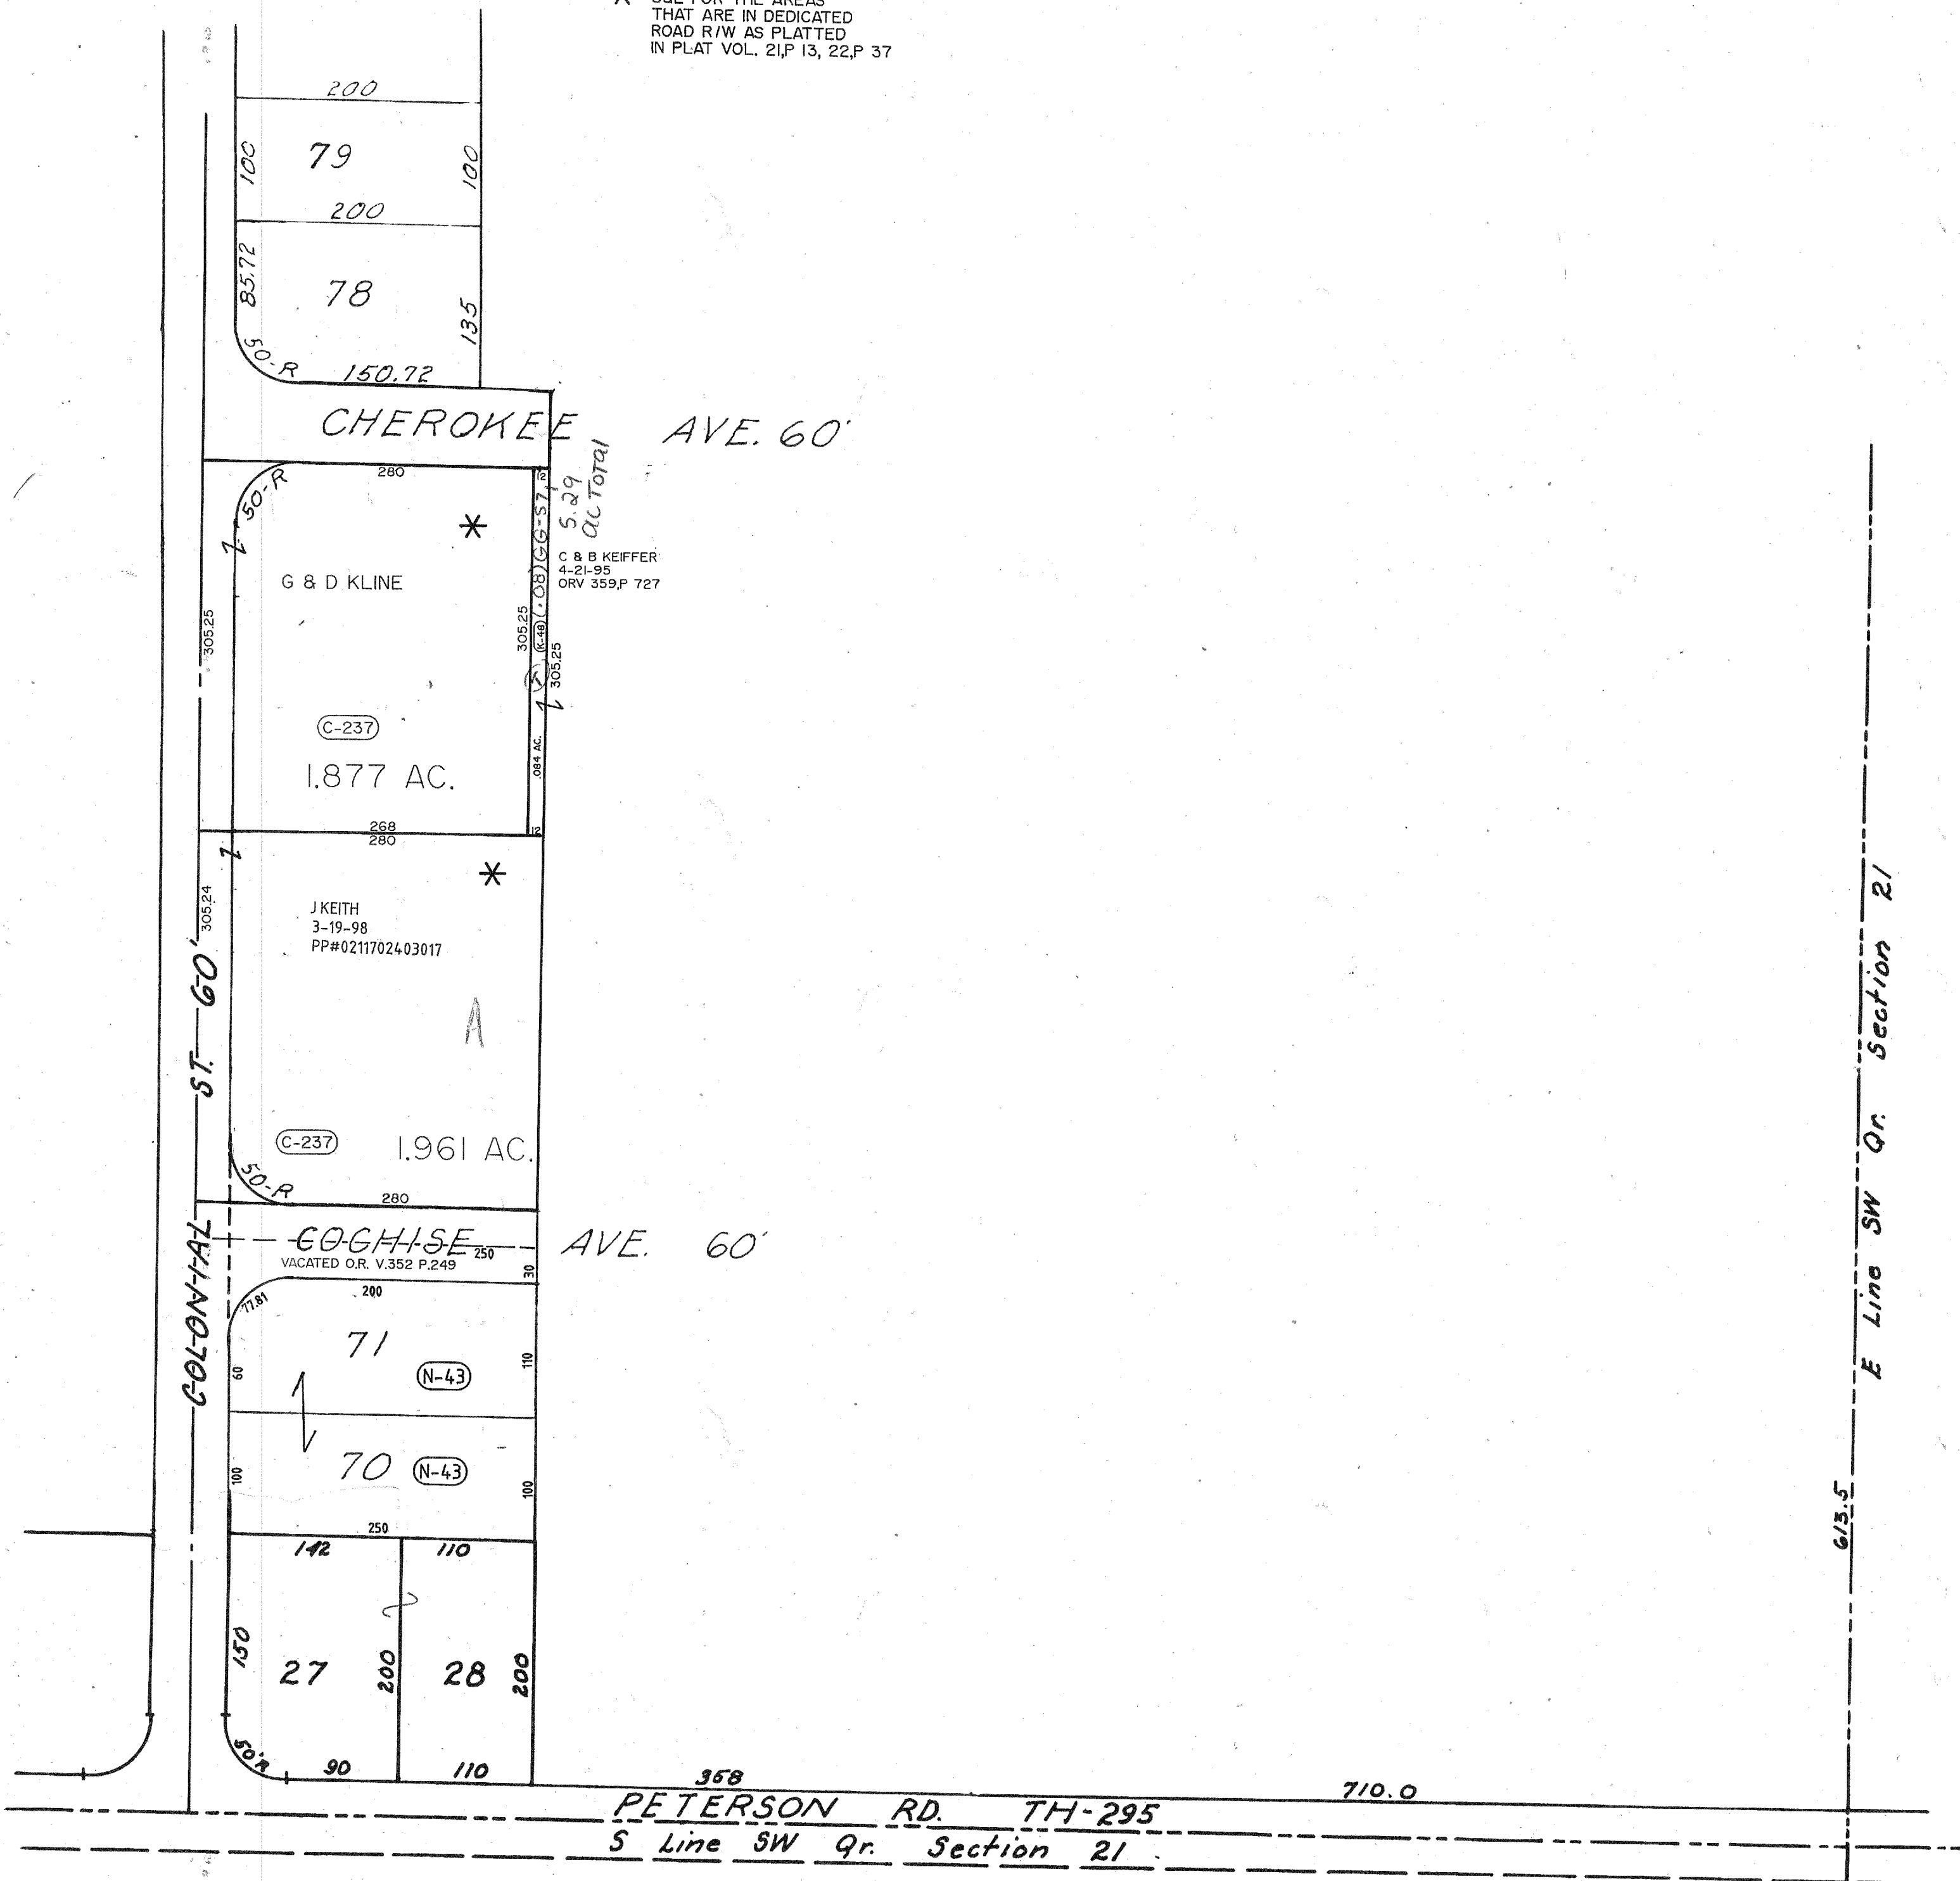 THAT ARE IN DEDICATED
ROAD R/W AS PLATTED
IN PLAT VOL. 21,P 13, 22,P 37
200
100
79
100
200
85.72
78
135
50-R
150.72
CHEROKEE AVE. 60'
280
12
50-R
*
5.29
ac Total
(.08) GG-S7
C & B KEIFFER
4-21-95
ORV 359,P 727
G & D KLINE
305.25
305.25
K-48
305.25
C-237
.084 AC.
1.877 AC.
268
12
280
*
305.24
J KEITH
3-19-98
PP#0211702403017
A
C-237
1.961 AC.
50-R
280
COCHISE AVE. 60'
250
VACATED O.R. V.352 P.249
30
200
77.81
71
110
60
N-43
70
N-43
100
100
250
142
110
150
27
200
28
200
50'R
90
110
368
710.0
COLONIAL ST. 60'
E Line SW Qr. Section 21
613.5
PETERSON RD. TH-295
S Line SW Qr. Section 21